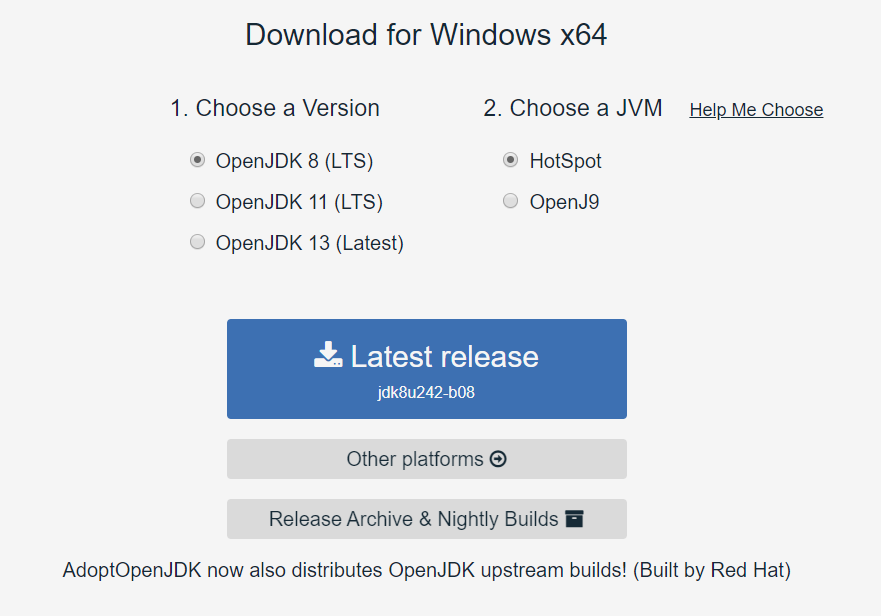 Download for Windows x64
1. Choose a Version
OpenJDK 8 (LTS)
OpenJDK 11 (LTS)
OpenJDK 13 (Latest)
2. Choose a JVM
Help Me Choose
HotSpot
OpenJ9
Latest release
jdk8u242-b08
Other platforms
Release Archive & Nightly Builds
AdoptOpenJDK now also distributes OpenJDK upstream builds! (Built by Red Hat)